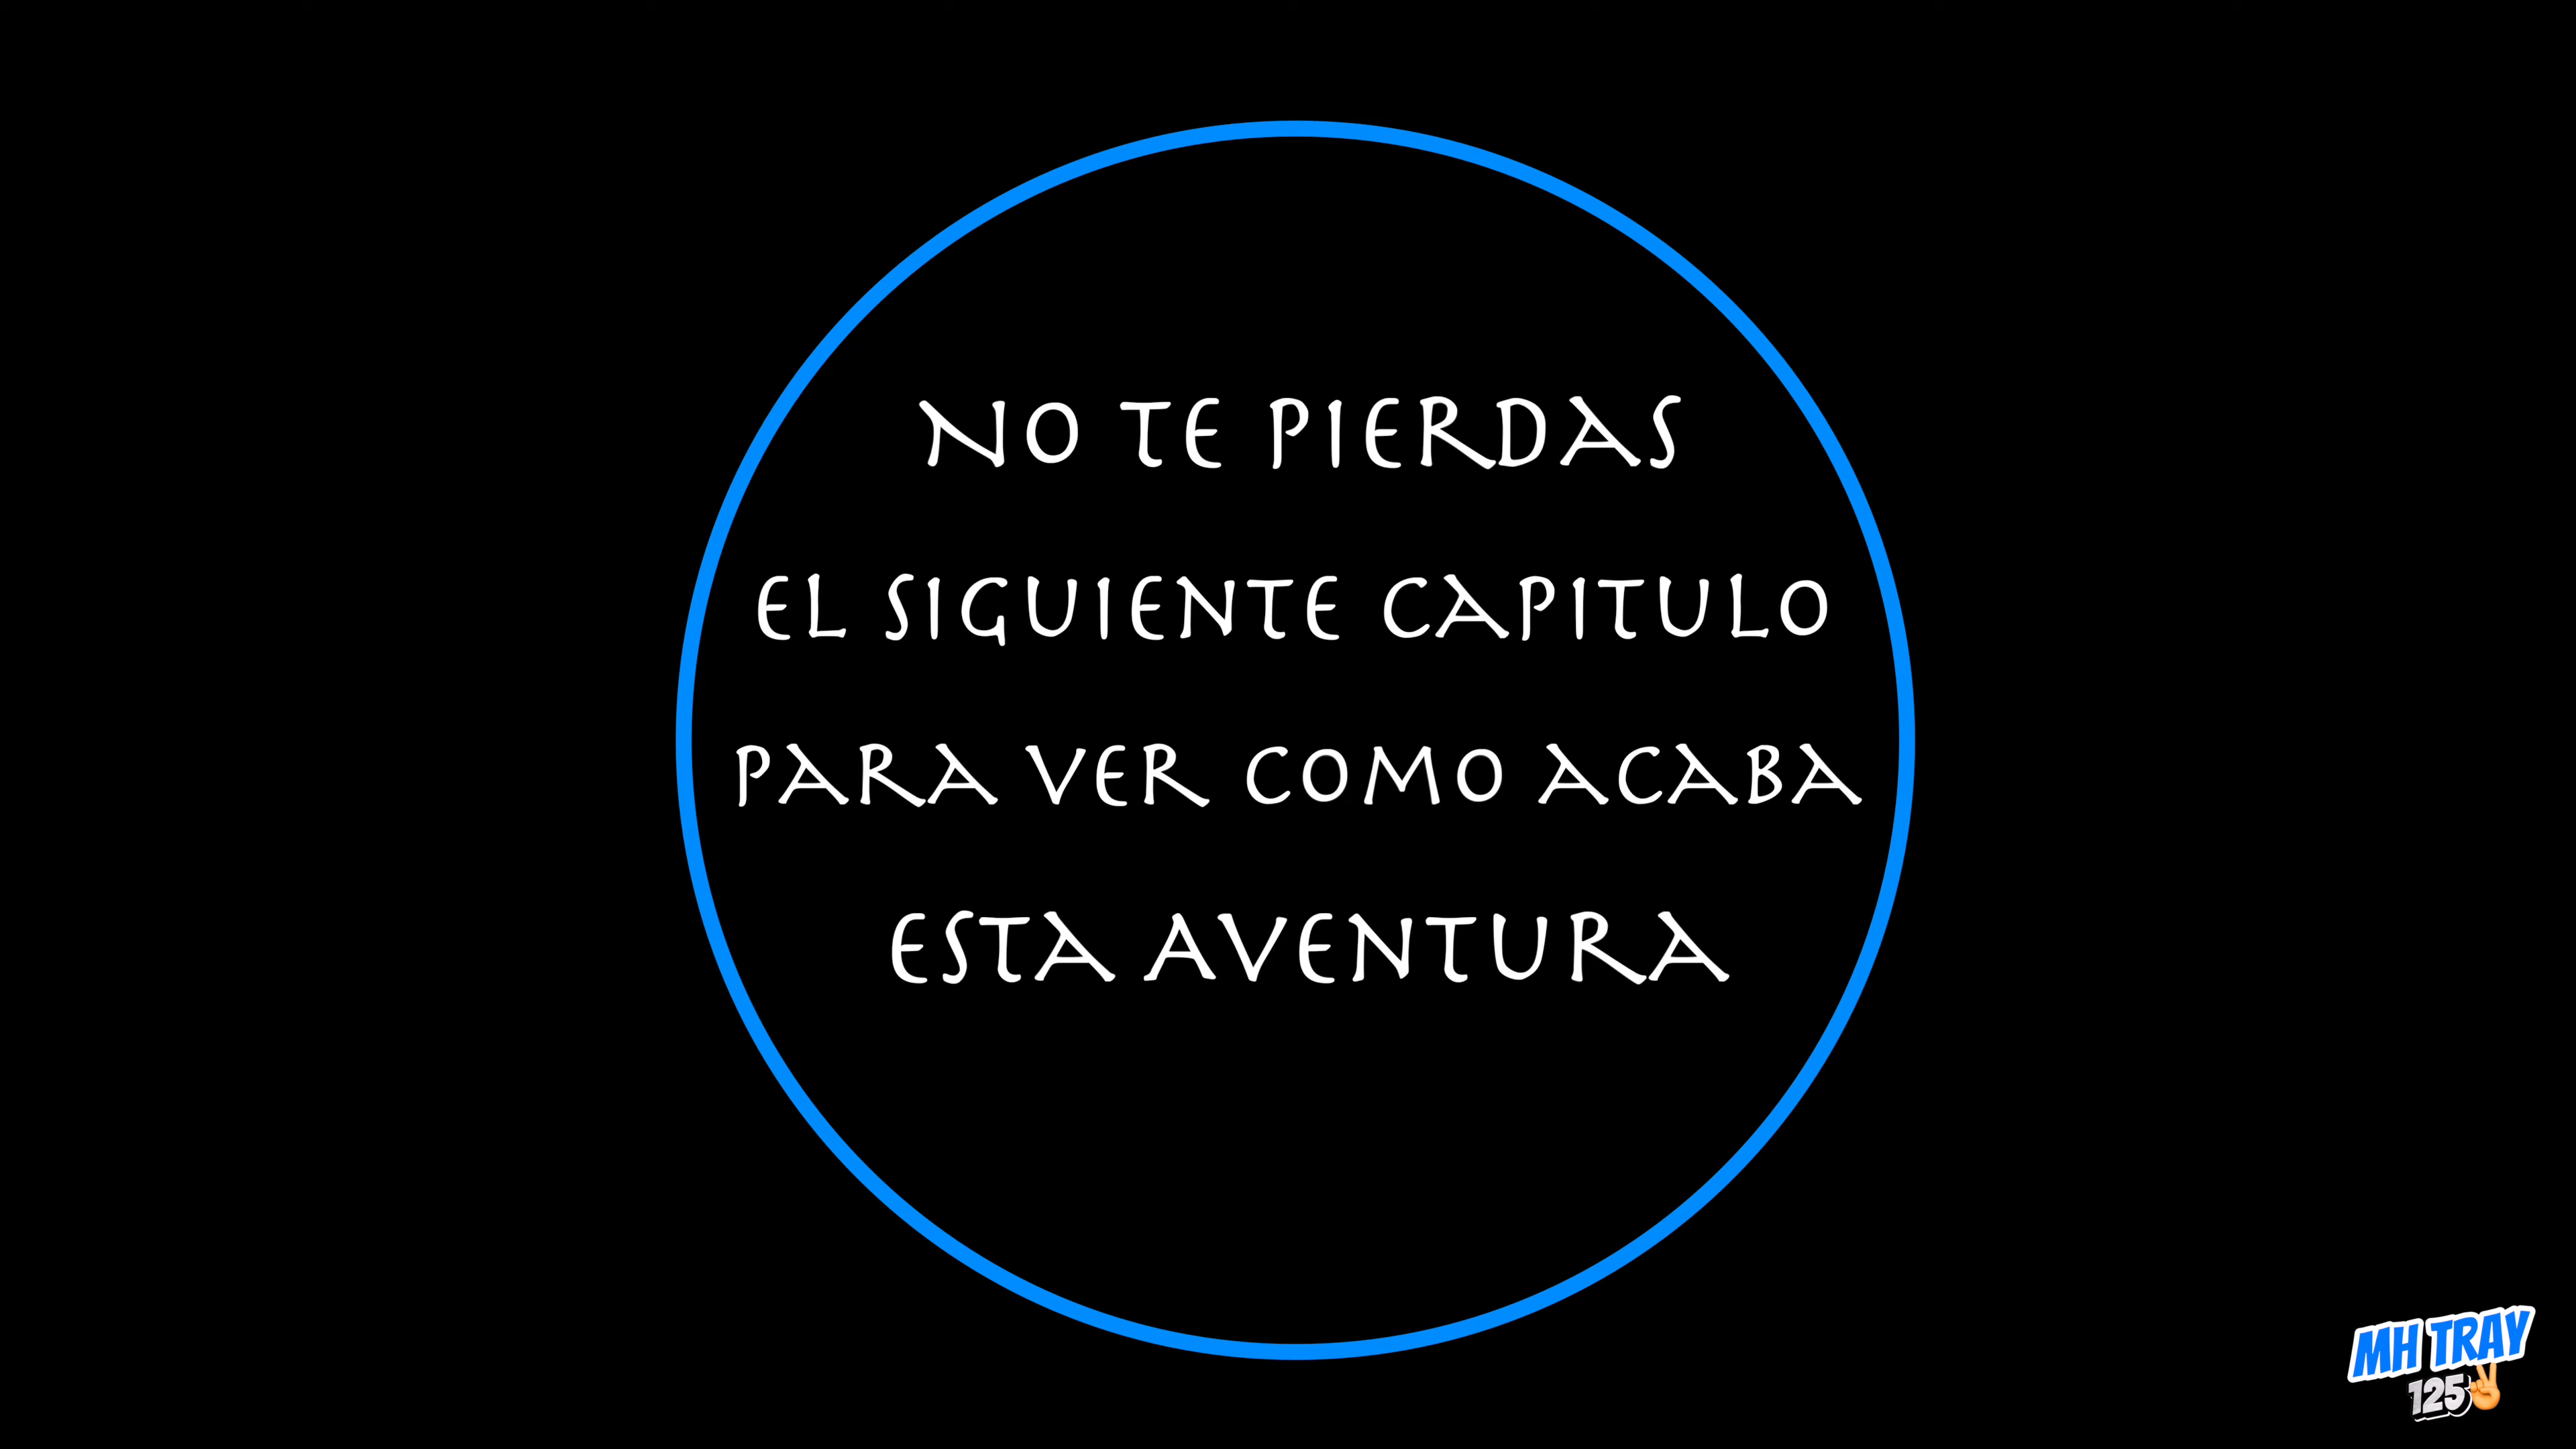 NO TE PIERDAS
EL SIGUIENTE CAPITULO
PARA VER COMO ACABA
ESTA AVENTURA
MH TRAY
125